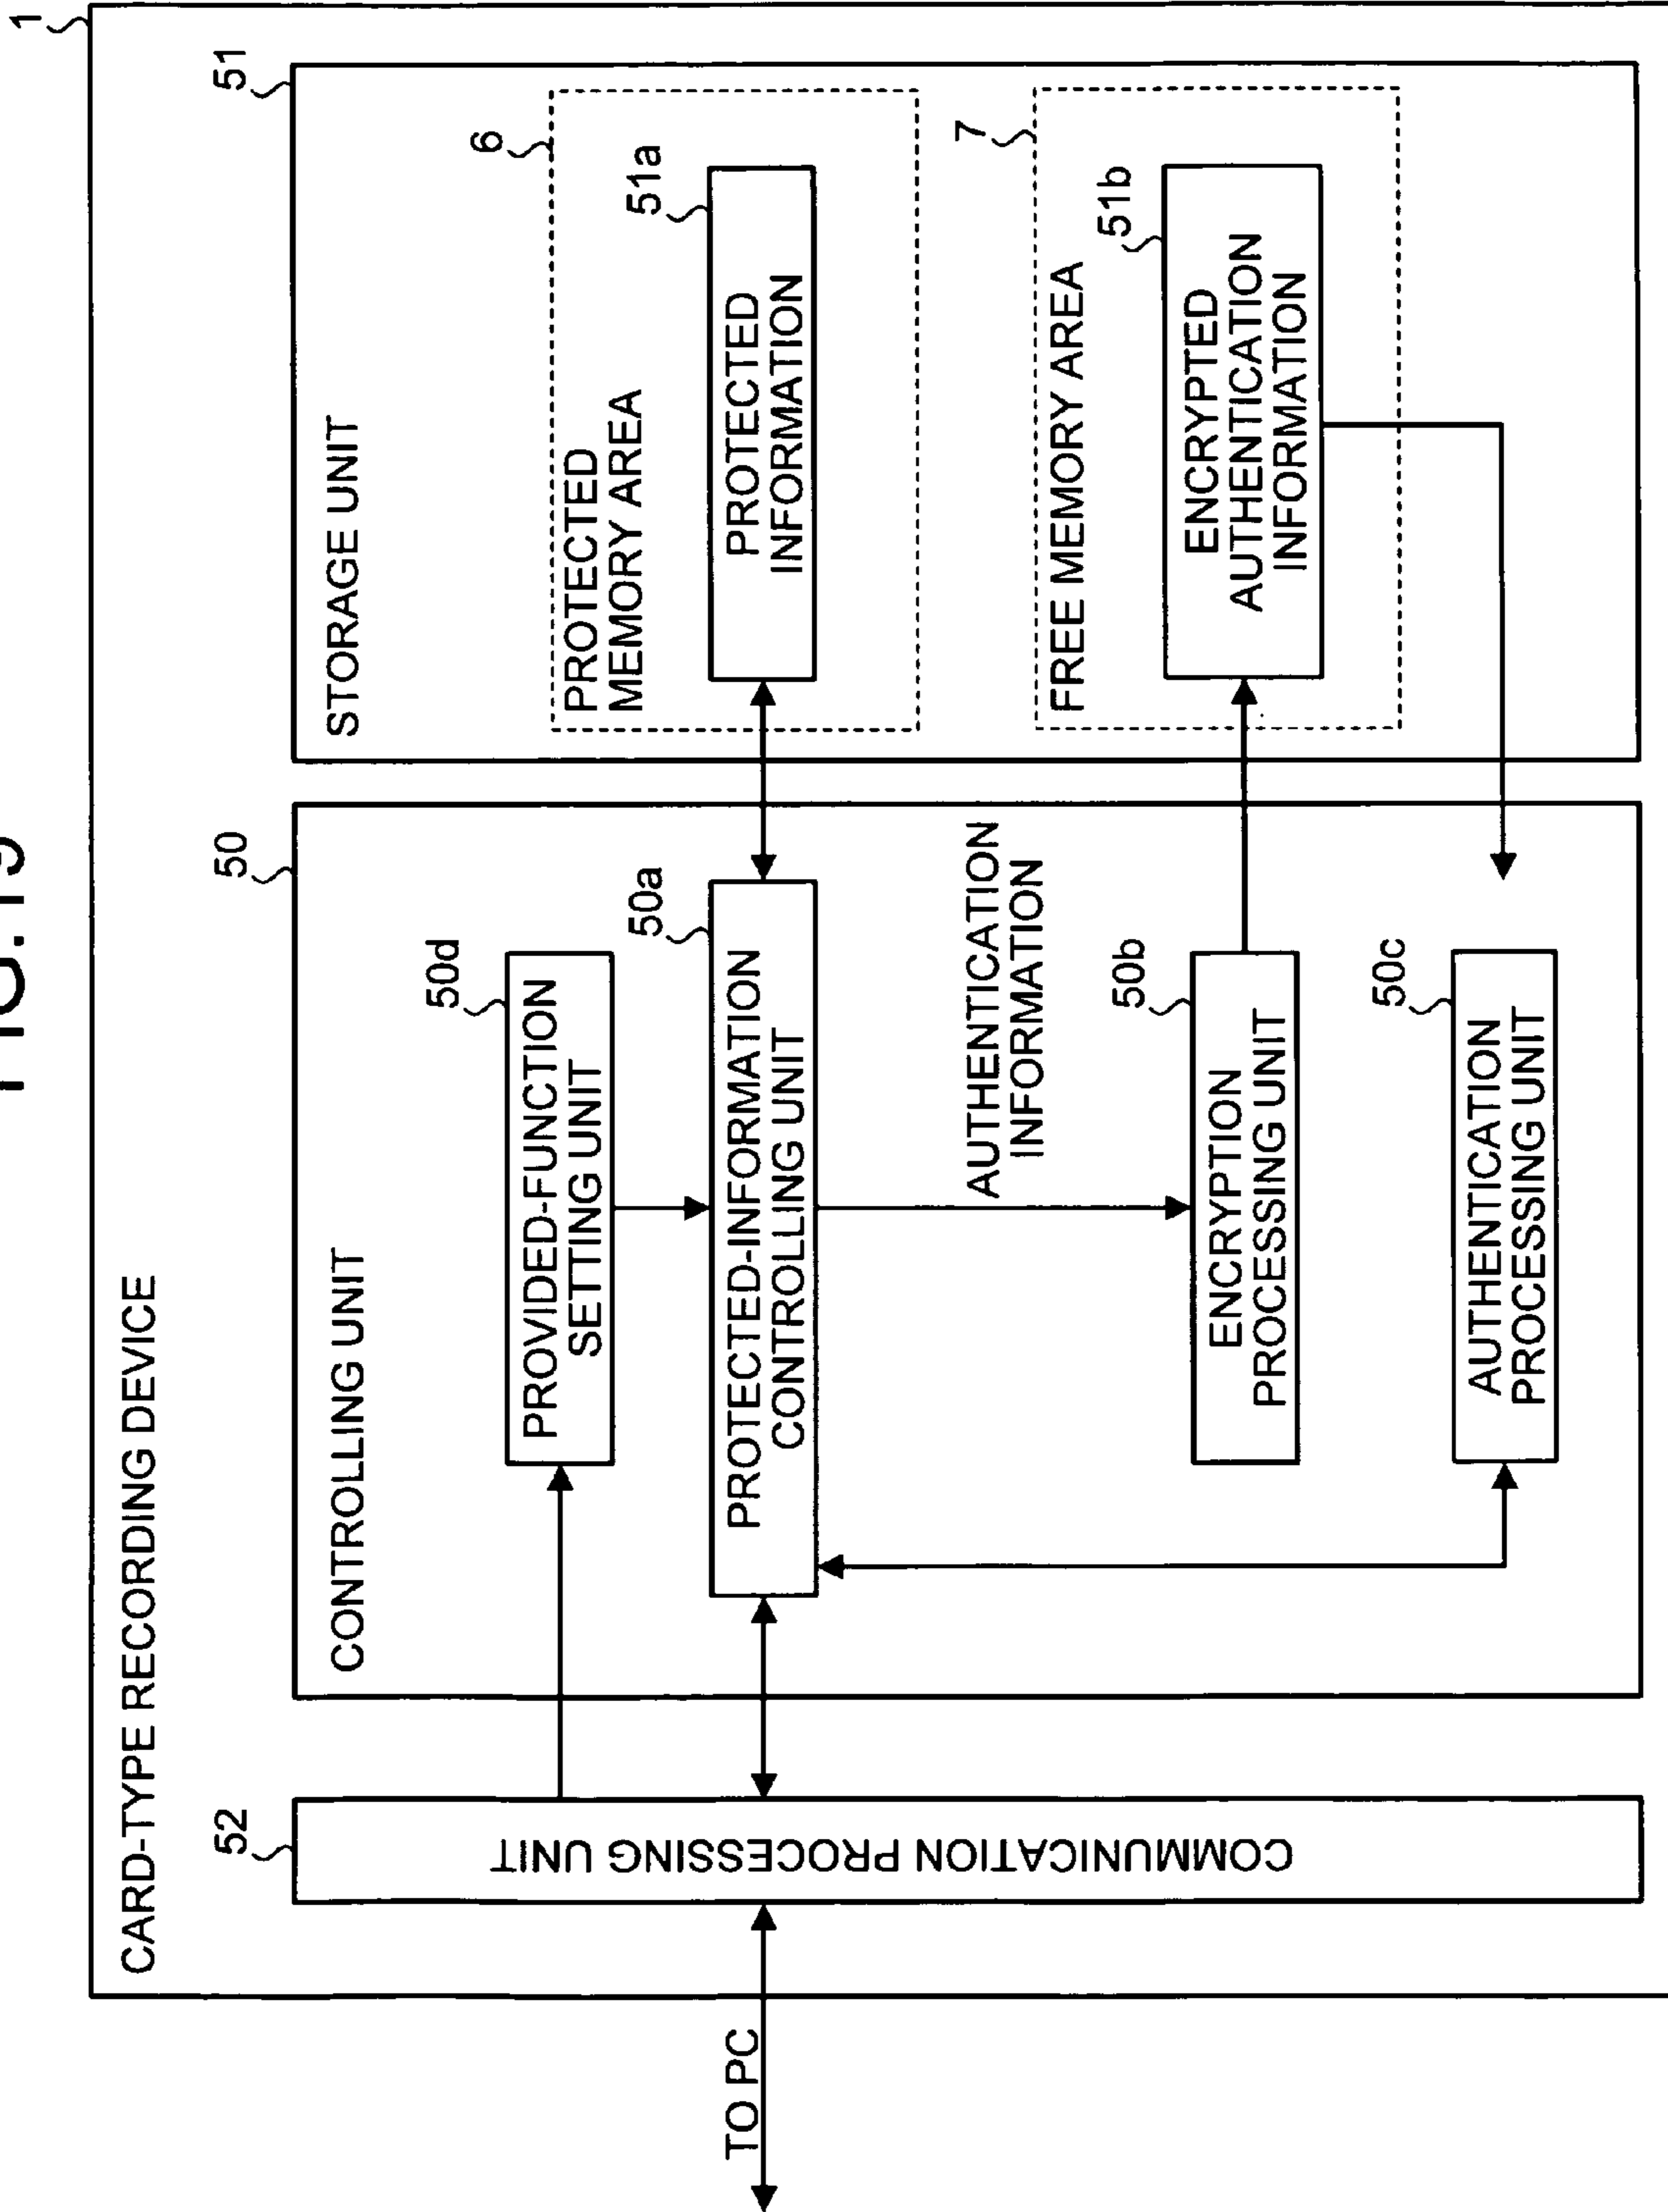 1
CARD-TYPE RECORDING DEVICE
52
COMMUNICATION PROCESSING UNIT
TO PC
50
CONTROLLING UNIT
50d
PROVIDED-FUNCTION
SETTING UNIT
50a
PROTECTED-INFORMATION
CONTROLLING UNIT
AUTHENTICATION
INFORMATION
50b
ENCRYPTION
PROCESSING UNIT
50c
AUTHENTICATION
PROCESSING UNIT
51
STORAGE UNIT
6
PROTECTED
MEMORY AREA
51a
PROTECTED
INFORMATION
7
FREE MEMORY AREA
51b
ENCRYPTED
AUTHENTICATION
INFORMATION